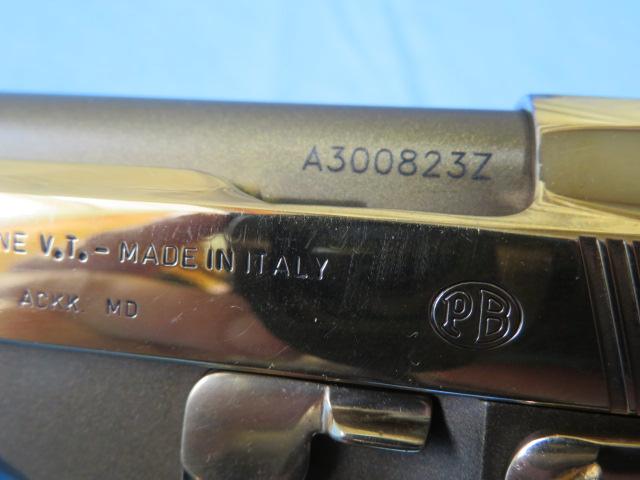 A300823Z
NE V.T. - MADE IN ITALY
ACKK. MD
PB